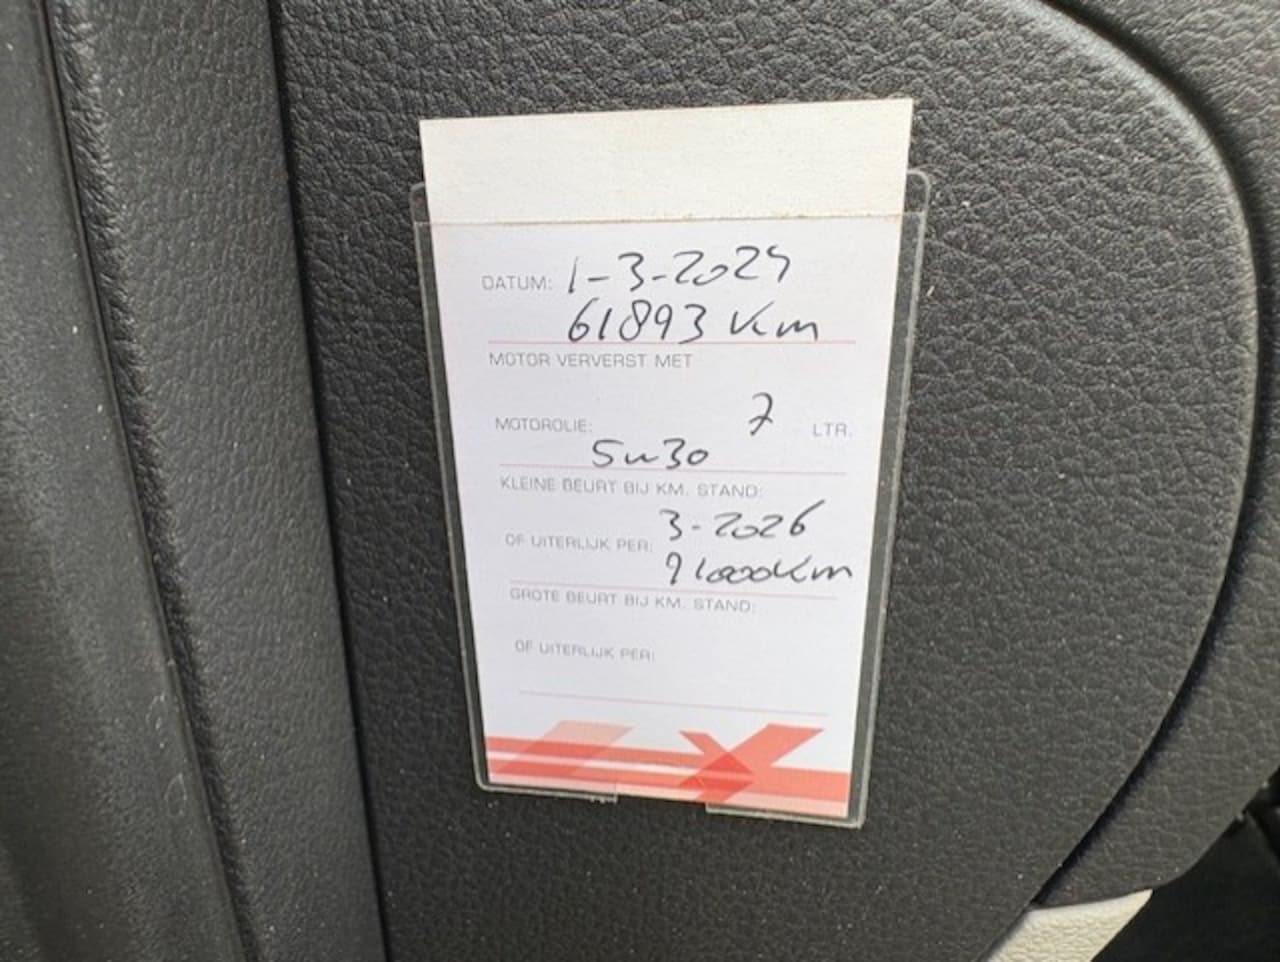 DATUM: 1-3-2024
61893 km
MOTOR VERVERST MET
7 LTR.
MOTOROLIE:
5w30
KLEINE BEURT BIJ KM. STAND:
3-2026
OF UITERLIJK PER:
91000km
GROTE BEURT BIJ KM. STAND:
OF UITERLIJK PER: